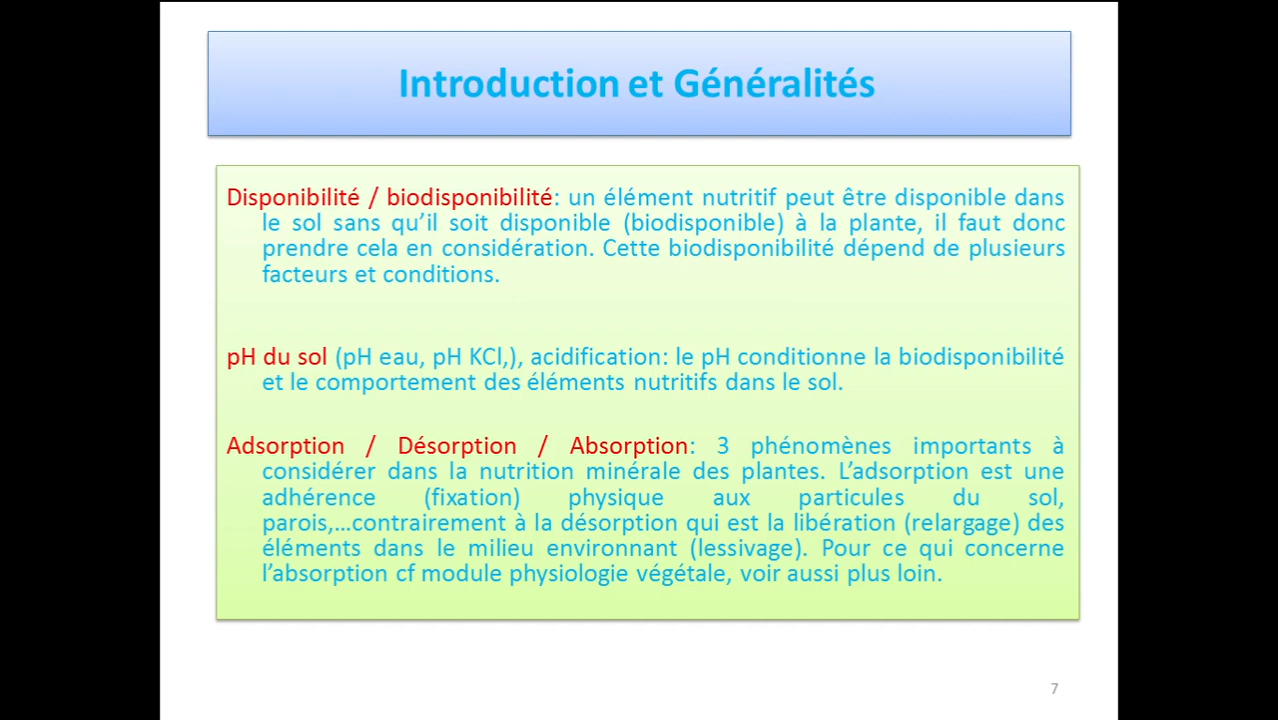 Introduction et Généralités
Disponibilité / biodisponibilité: un élément nutritif peut être disponible dans
le sol sans qu’il soit disponible (biodisponible) à la plante, il faut donc
prendre cela en considération. Cette biodisponibilité dépend de plusieurs
facteurs et conditions.
pH du sol (pH eau, pH KCl,), acidification: le pH conditionne la biodisponibilité
et le comportement des éléments nutritifs dans le sol.
Adsorption / Désorption / Absorption: 3 phénomènes importants à
considérer dans la nutrition minérale des plantes. L’adsorption est une
adhérence (fixation) physique aux particules du sol,
parois,…contrairement à la désorption qui est la libération (relargage) des
éléments dans le milieu environnant (lessivage). Pour ce qui concerne
l’absorption cf module physiologie végétale, voir aussi plus loin.
7